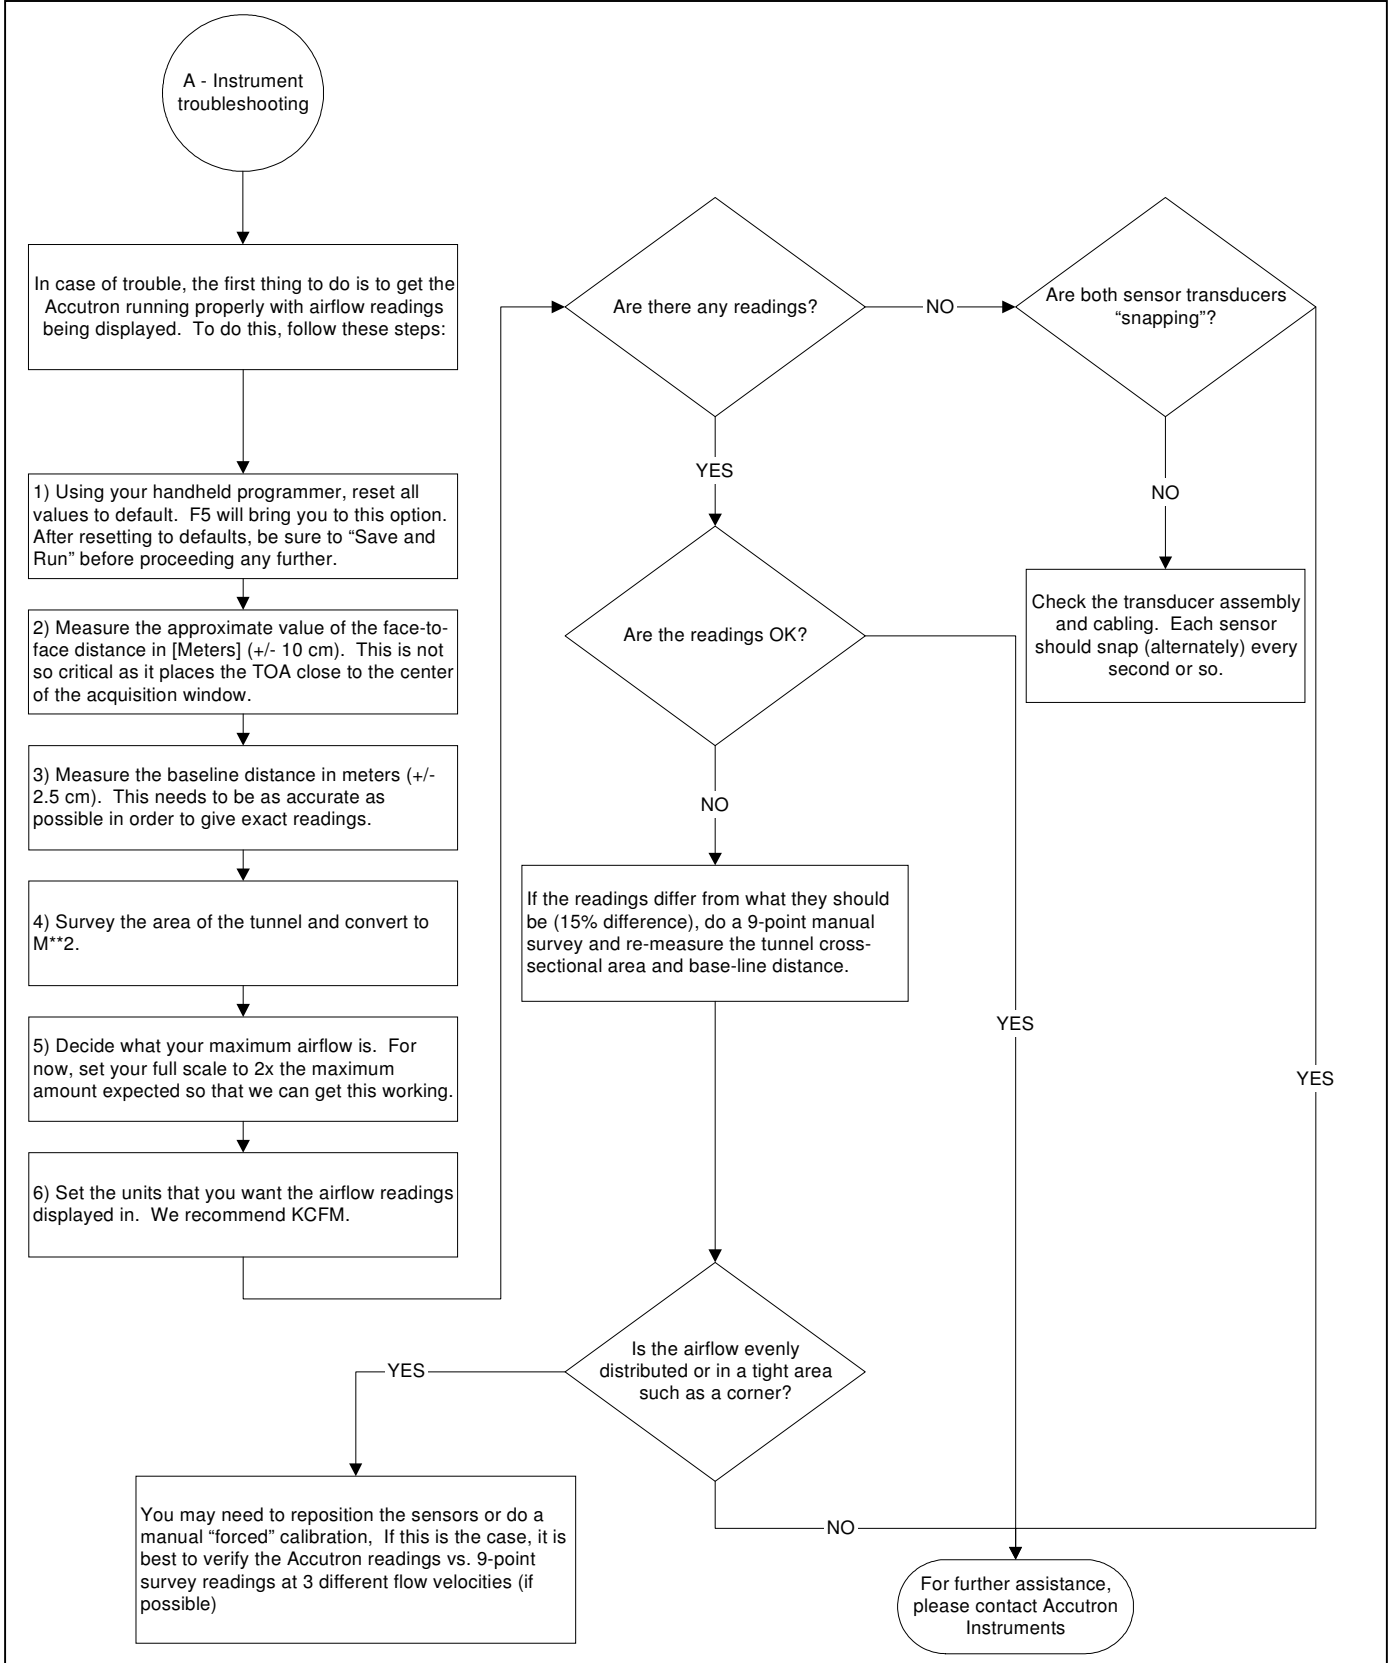 A - Instrument
troubleshooting
In case of trouble, the first thing to do is to get the
Accutron running properly with airflow readings
being displayed.  To do this, follow these steps:
1) Using your handheld programmer, reset all
values to default.  F5 will bring you to this option.
After resetting to defaults, be sure to “Save and
Run” before proceeding any further.
2) Measure the approximate value of the face-to-
face distance in [Meters] (+/- 10 cm).  This is not
so critical as it places the TOA close to the center
of the acquisition window.
3) Measure the baseline distance in meters (+/-
2.5 cm).  This needs to be as accurate as
possible in order to give exact readings.
4) Survey the area of the tunnel and convert to
M**2.
5) Decide what your maximum airflow is.  For
now, set your full scale to 2x the maximum
amount expected so that we can get this working.
6) Set the units that you want the airflow readings
displayed in.  We recommend KCFM.
Are there any readings?
NO
Are both sensor transducers
“snapping”?
YES
NO
Check the transducer assembly
and cabling.  Each sensor
should snap (alternately) every
second or so.
Are the readings OK?
NO
If the readings differ from what they should
be (15% difference), do a 9-point manual
survey and re-measure the tunnel cross-
sectional area and base-line distance.
YES
YES
Is the airflow evenly
distributed or in a tight area
such as a corner?
YES
You may need to reposition the sensors or do a
manual “forced” calibration,  If this is the case, it is
best to verify the Accutron readings vs. 9-point
survey readings at 3 different flow velocities (if
possible)
NO
For further assistance,
please contact Accutron
Instruments